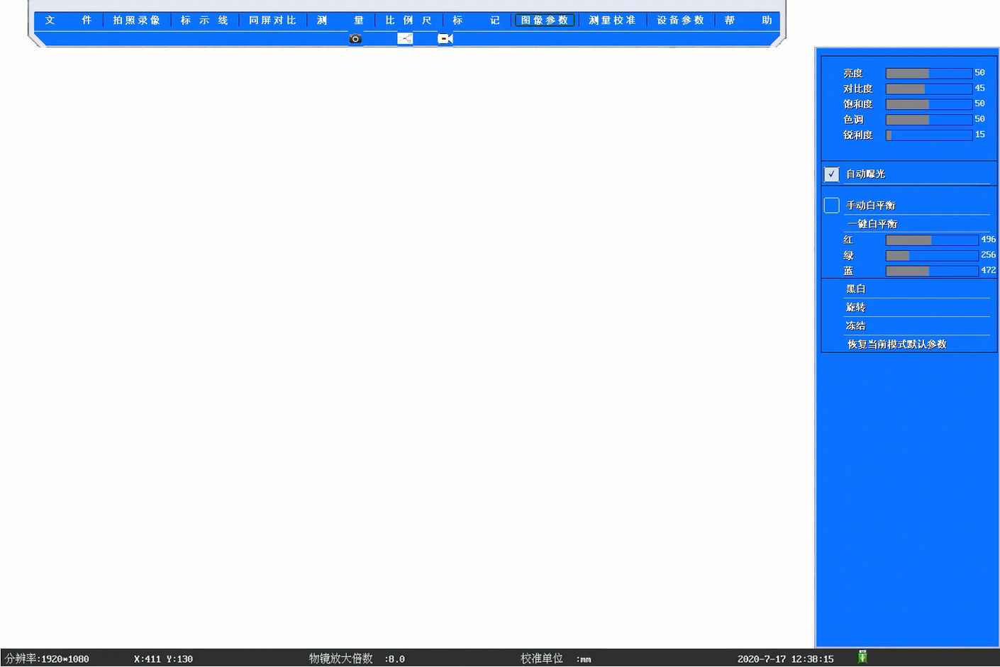 文 件 拍照录像 标 示 线 同屏对比 测 量 比 例 尺 标 记 图像参数 测量校准 设备参数 帮 助
亮度 50
对比度 45
饱和度 50
色调 50
锐利度 15
自动曝光
手动白平衡
一键白平衡
红 496
绿 256
蓝 472
黑白
旋转
冻结
恢复当前模式默认参数
分辨率:1920*1080 X:411 Y:130 物镜放大倍数 :8.0 校准单位 :mm 2020-7-17 12:38:15